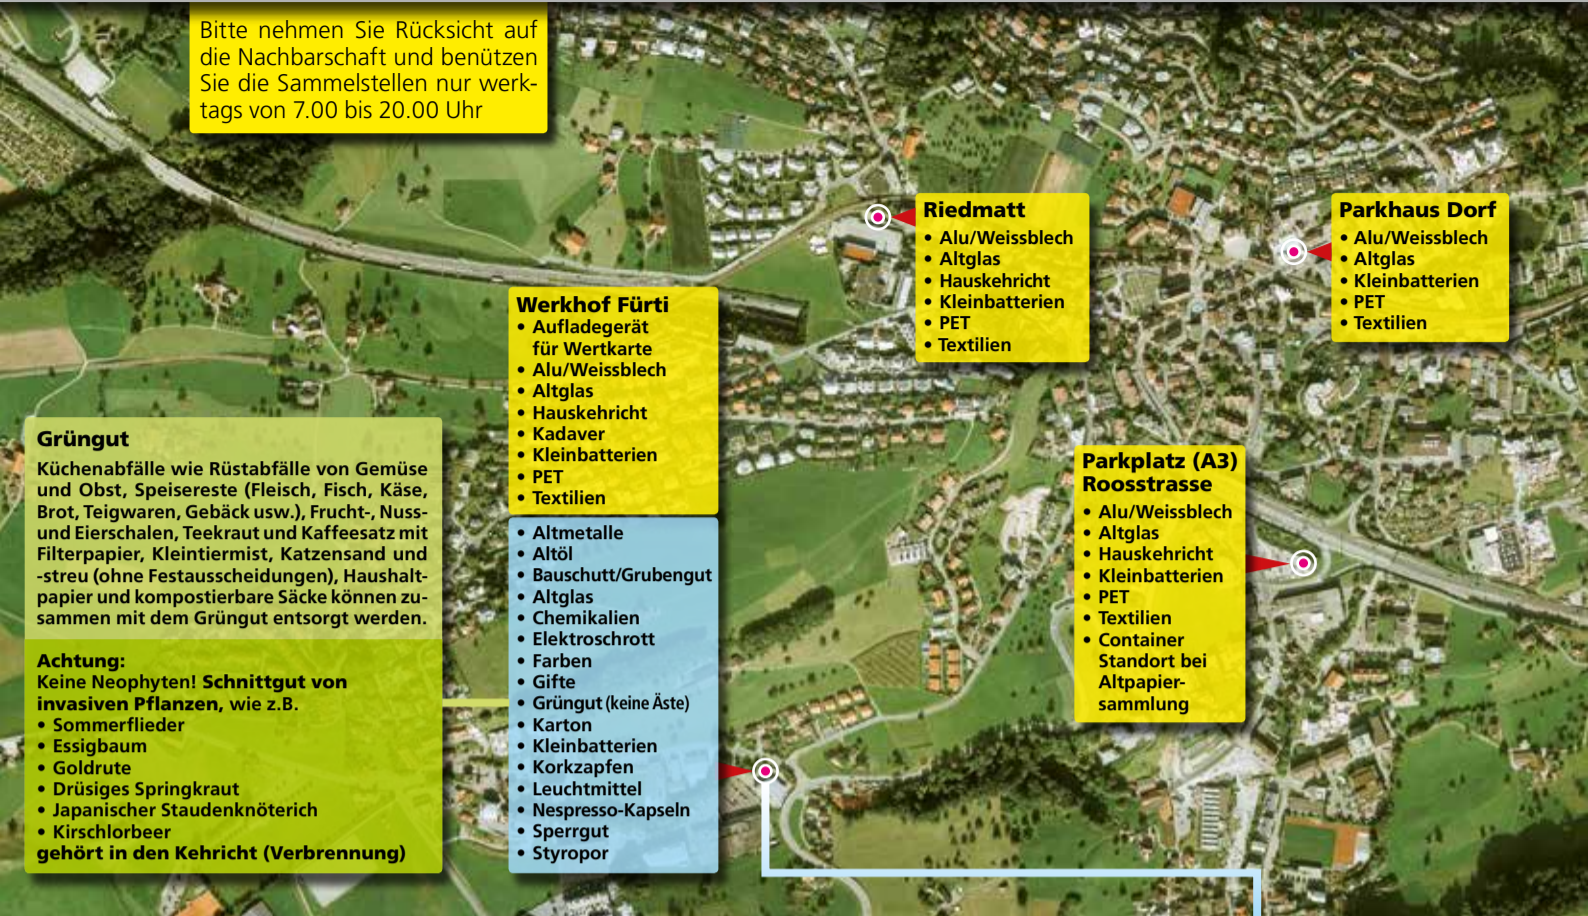 Bitte nehmen Sie Rücksicht auf
die Nachbarschaft und benützen
Sie die Sammelstellen nur werk-
tags von 7.00 bis 20.00 Uhr
Riedmatt
• Alu/Weissblech
• Altglas
• Hauskehricht
• Kleinbatterien
• PET
• Textilien
Parkhaus Dorf
• Alu/Weissblech
• Altglas
• Kleinbatterien
• PET
• Textilien
Werkhof Fürti
• Aufladegerät
für Wertkarte
• Alu/Weissblech
• Altglas
• Hauskehricht
• Kadaver
• Kleinbatterien
• PET
• Textilien
• Altmetalle
• Altöl
• Bauschutt/Grubengut
• Altglas
• Chemikalien
• Elektroschrott
• Farben
• Gifte
• Grüngut (keine Äste)
• Karton
• Kleinbatterien
• Korkzapfen
• Leuchtmittel
• Nespresso-Kapseln
• Sperrgut
• Styropor
Grüngut
Küchenabfälle wie Rüstabfälle von Gemüse
und Obst, Speisereste (Fleisch, Fisch, Käse,
Brot, Teigwaren, Gebäck usw.), Frucht-, Nuss-
und Eierschalen, Teekraut und Kaffeesatz mit
Filterpapier, Kleintiermist, Katzensand und
-streu (ohne Festausscheidungen), Haushalt-
papier und kompostierbare Säcke können zu-
sammen mit dem Grüngut entsorgt werden.
Achtung:
Keine Neophyten! Schnittgut von
invasiven Pflanzen, wie z.B.
• Sommerflieder
• Essigbaum
• Goldrute
• Drüsiges Springkraut
• Japanischer Staudenknöterich
• Kirschlorbeer
gehört in den Kehricht (Verbrennung)
Parkplatz (A3)
Roosstrasse
• Alu/Weissblech
• Altglas
• Hauskehricht
• Kleinbatterien
• PET
• Textilien
• Container
Standort bei
Altpapier-
sammlung